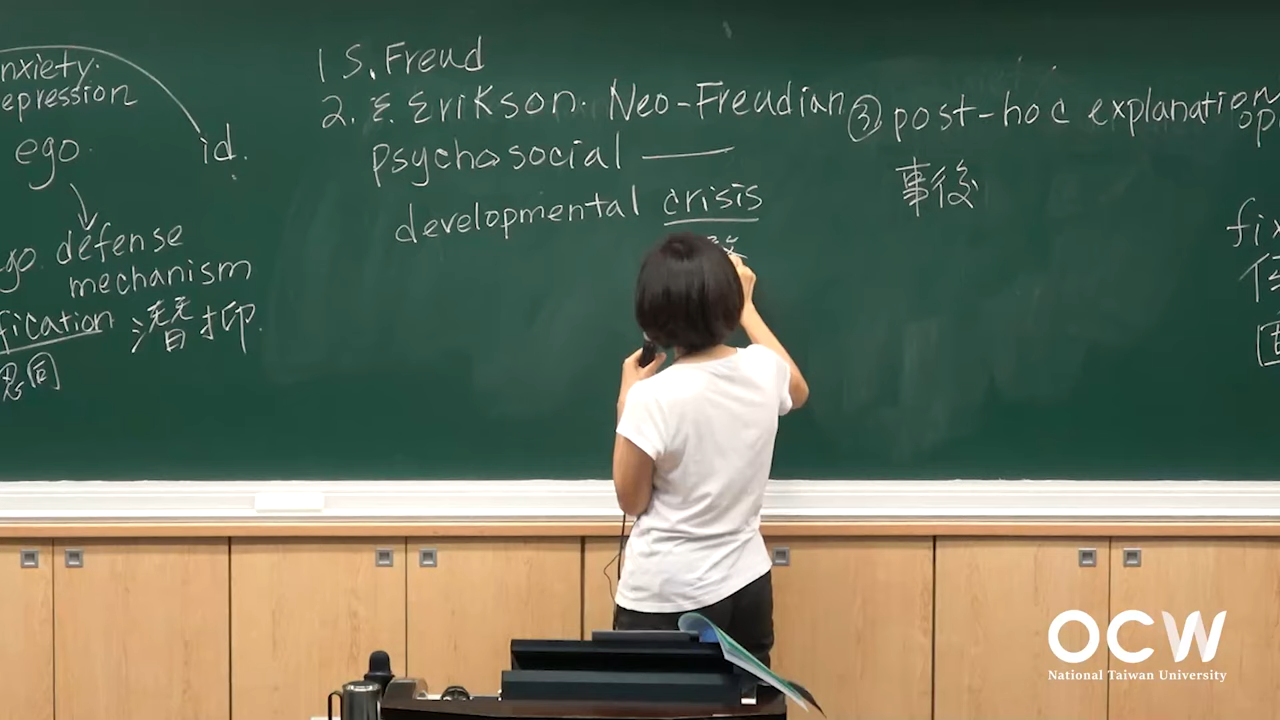 nxiety.
epression
ego.
id.
go defense
mechanism
fication 潛抑
認同
1 S. Freud
2. E. Erikson. Neo-Freudian
psychosocial
developmental crisis
③ post-hoc explanation
op
事後
fix
OCW
National Taiwan University